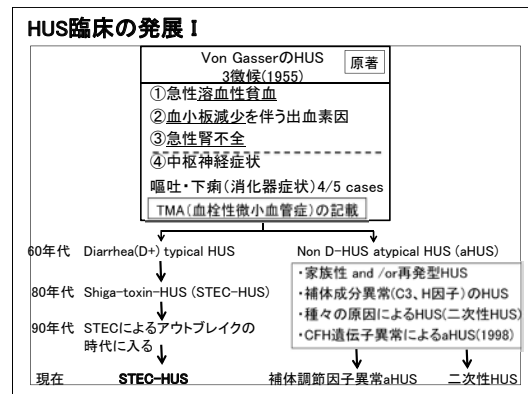 HUS臨床の発展 I
Von GasserのHUS
3徴候(1955)
原著
①急性溶血性貧血
②血小板減少を伴う出血素因
③急性腎不全
④中枢神経症状
嘔吐・下痢(消化器症状)4/5 cases
TMA(血栓性微小血管症)の記載
60年代 Diarrhea(D+) typical HUS
Non D-HUS atypical HUS (aHUS)
・家族性 and /or再発型HUS
・補体成分異常(C3、H因子)のHUS
・種々の原因によるHUS(二次性HUS)
・CFH遺伝子異常によるaHUS(1998)
80年代 Shiga-toxin-HUS (STEC-HUS)
90年代 STECによるアウトブレイクの
時代に入る
現在 STEC-HUS 補体調節因子異常aHUS 二次性HUS